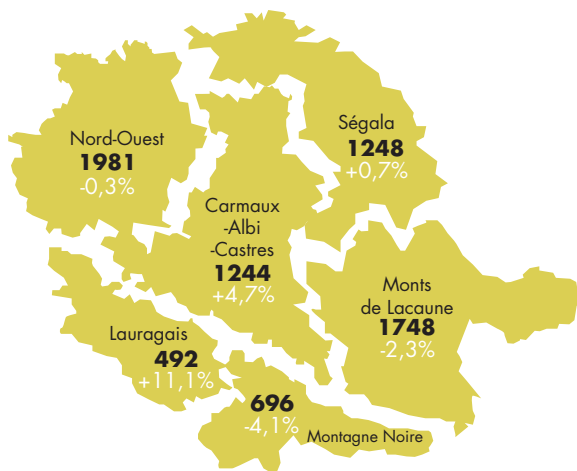 Nord-Ouest
1981
-0,3%
Ségala
1248
+0,7%
Carmaux
-Albi
-Castres
1244
+4,7%
Monts
de Lacaune
1748
-2,3%
Lauragais
492
+11,1%
696
-4,1%
Montagne Noire